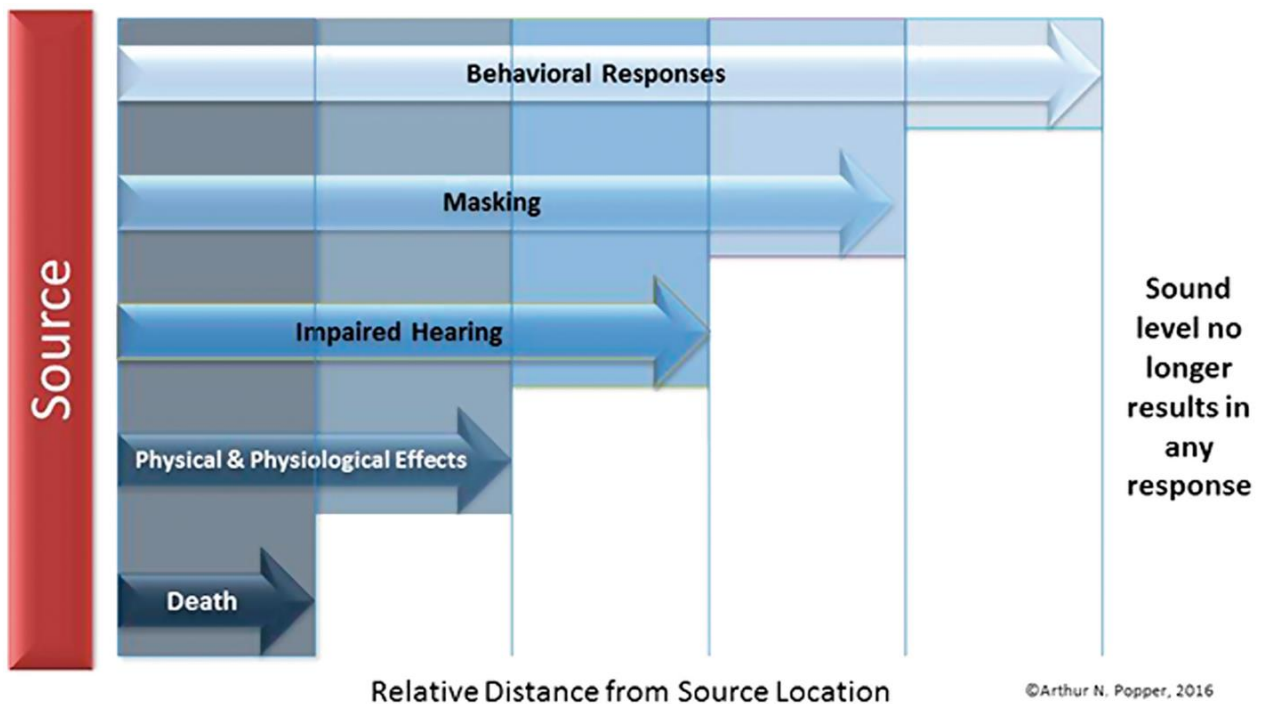 Source
Behavioral Responses
Masking
Impaired Hearing
Physical & Physiological Effects
Death
Sound
level no
longer
results in
any
response
Relative Distance from Source Location
©Arthur N. Popper, 2016